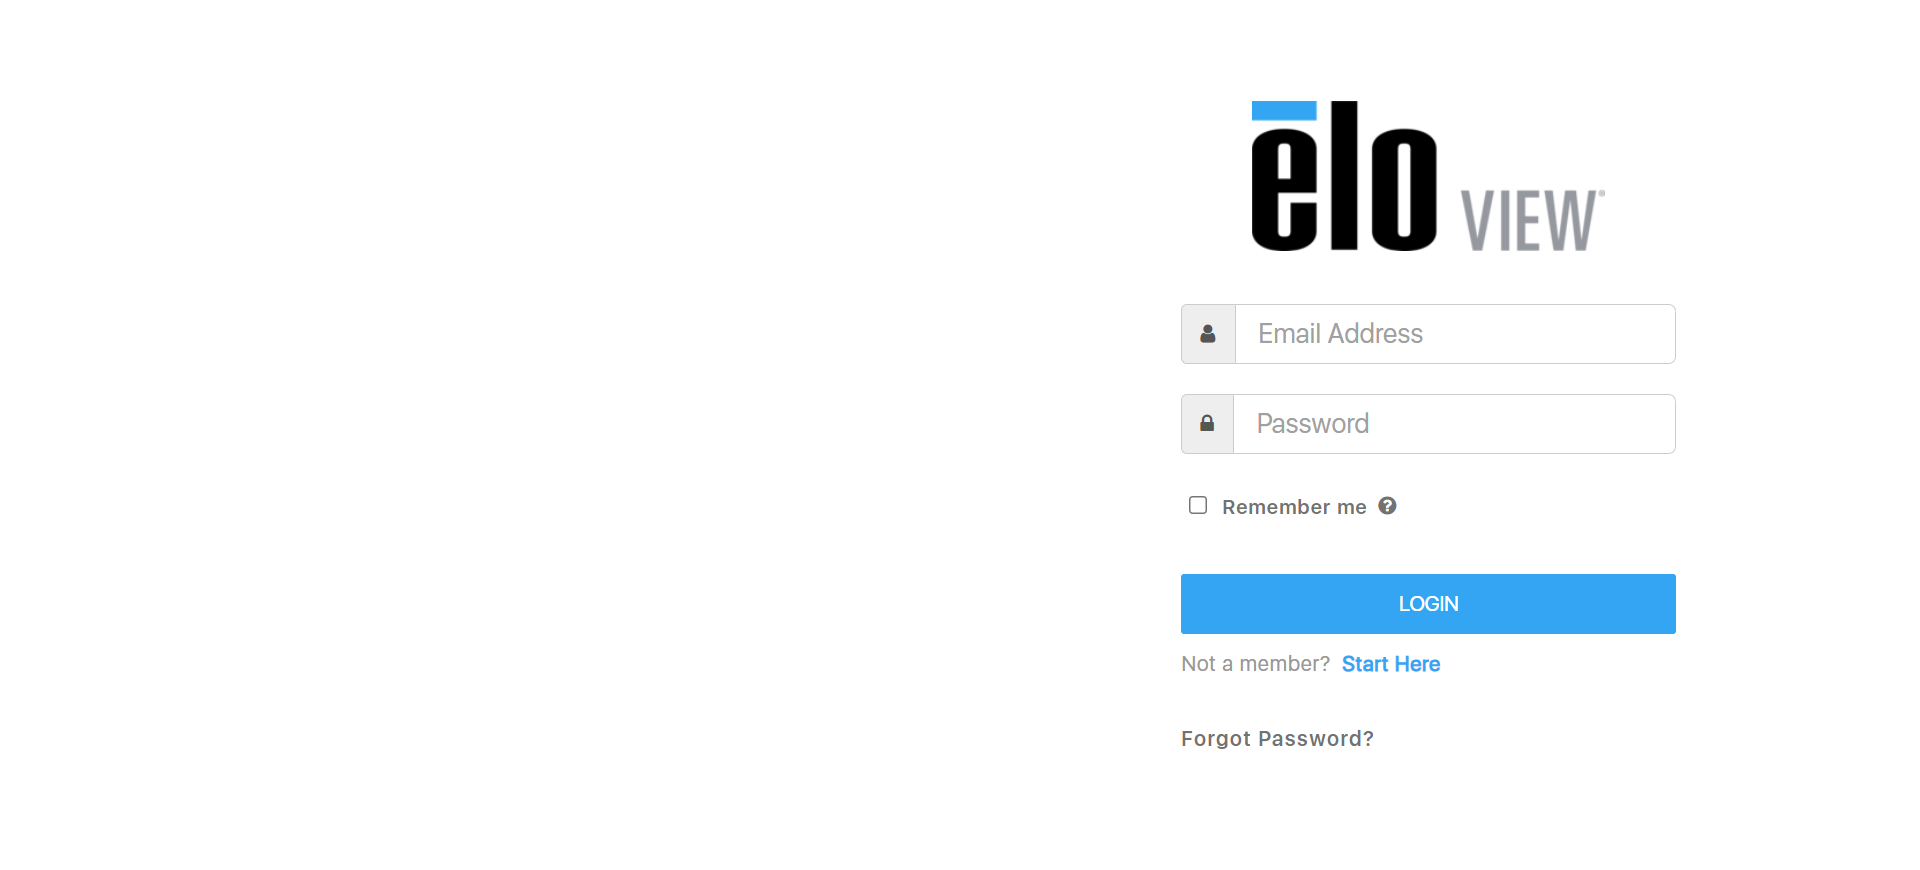 elo VIEW®
Email Address
Password
Remember me
LOGIN
Not a member? Start Here
Forgot Password?